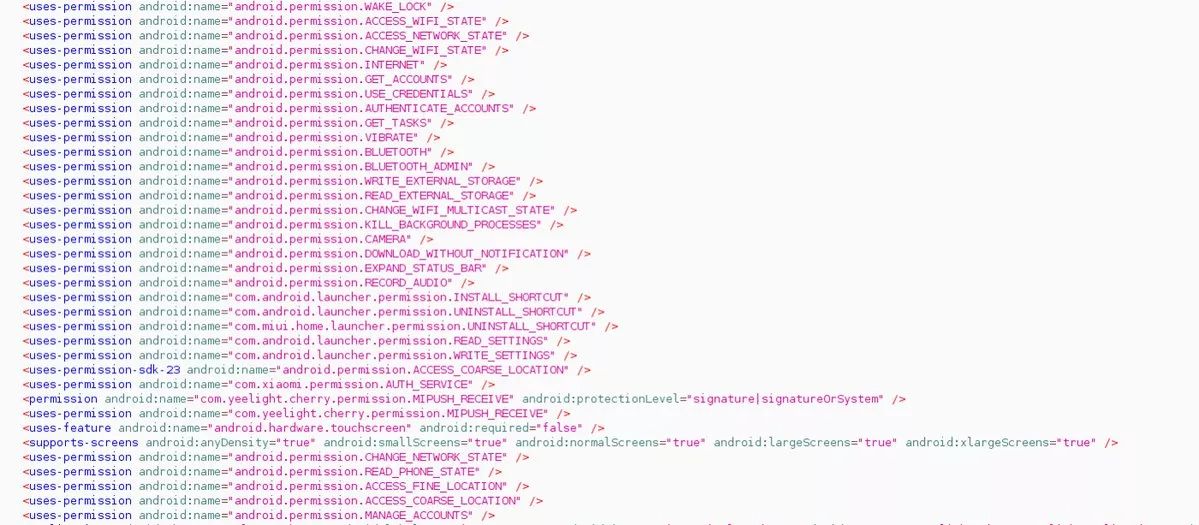 <uses-permission android:name="android.permission.WAKE_LOCK" />
<uses-permission android:name="android.permission.ACCESS_WIFI_STATE" />
<uses-permission android:name="android.permission.ACCESS_NETWORK_STATE" />
<uses-permission android:name="android.permission.CHANGE_WIFI_STATE" />
<uses-permission android:name="android.permission.INTERNET" />
<uses-permission android:name="android.permission.GET_ACCOUNTS" />
<uses-permission android:name="android.permission.USE_CREDENTIALS" />
<uses-permission android:name="android.permission.AUTHENTICATE_ACCOUNTS" />
<uses-permission android:name="android.permission.GET_TASKS" />
<uses-permission android:name="android.permission.VIBRATE" />
<uses-permission android:name="android.permission.BLUETOOTH" />
<uses-permission android:name="android.permission.BLUETOOTH_ADMIN" />
<uses-permission android:name="android.permission.WRITE_EXTERNAL_STORAGE" />
<uses-permission android:name="android.permission.READ_EXTERNAL_STORAGE" />
<uses-permission android:name="android.permission.CHANGE_WIFI_MULTICAST_STATE" />
<uses-permission android:name="android.permission.KILL_BACKGROUND_PROCESSES" />
<uses-permission android:name="android.permission.CAMERA" />
<uses-permission android:name="android.permission.DOWNLOAD_WITHOUT_NOTIFICATION" />
<uses-permission android:name="android.permission.EXPAND_STATUS_BAR" />
<uses-permission android:name="android.permission.RECORD_AUDIO" />
<uses-permission android:name="com.android.launcher.permission.INSTALL_SHORTCUT" />
<uses-permission android:name="com.android.launcher.permission.UNINSTALL_SHORTCUT" />
<uses-permission android:name="com.miui.home.launcher.permission.UNINSTALL_SHORTCUT" />
<uses-permission android:name="com.android.launcher.permission.READ_SETTINGS" />
<uses-permission android:name="com.android.launcher.permission.WRITE_SETTINGS" />
<uses-permission-sdk-23 android:name="android.permission.ACCESS_COARSE_LOCATION" />
<uses-permission android:name="com.xiaomi.permission.AUTH_SERVICE" />
<permission android:name="com.yeelight.cherry.permission.MIPUSH_RECEIVE" android:protectionLevel="signature|signatureOrSystem" />
<uses-permission android:name="com.yeelight.cherry.permission.MIPUSH_RECEIVE" />
<uses-feature android:name="android.hardware.touchscreen" android:required="false" />
<supports-screens android:anyDensity="true" android:smallScreens="true" android:normalScreens="true" android:largeScreens="true" android:xlargeScreens="true" />
<uses-permission android:name="android.permission.CHANGE_NETWORK_STATE" />
<uses-permission android:name="android.permission.READ_PHONE_STATE" />
<uses-permission android:name="android.permission.ACCESS_FINE_LOCATION" />
<uses-permission android:name="android.permission.ACCESS_COARSE_LOCATION" />
<uses-permission android:name="android.permission.MANAGE_ACCOUNTS" />